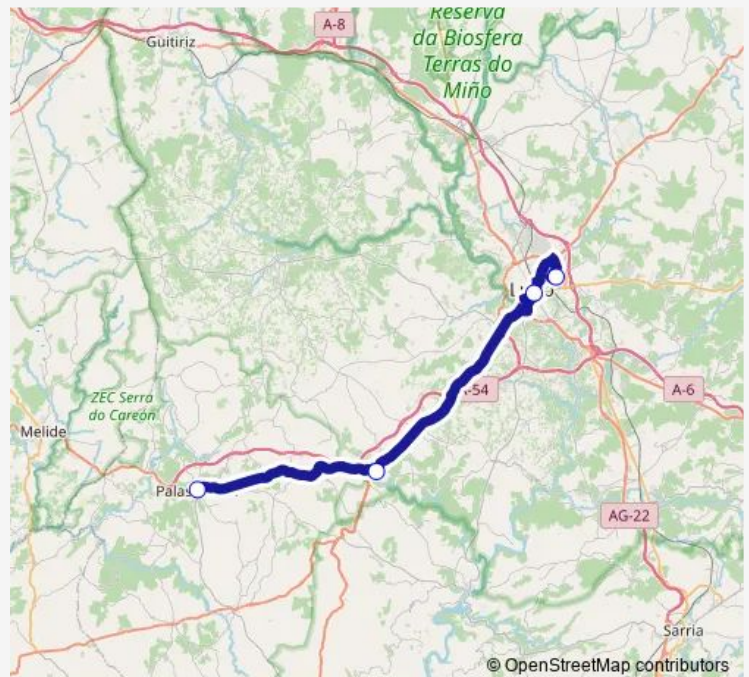 Reserva
da Biosfera
Terras do
Miño
A-8
Guitiriz
A-6
ZEC Serra
do Careón
Melide
AG-22
Sarria
© OpenStreetMap contributors